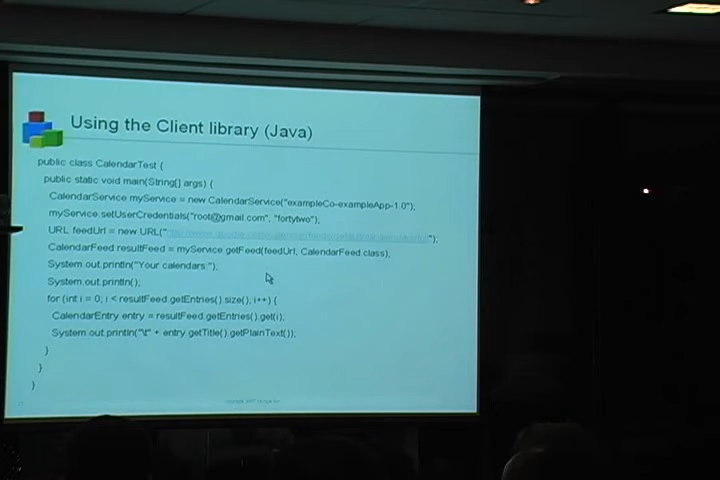 Using the Client library (Java)
public class CalendarTest {
public static void main(String[] args) {
CalendarService myService = new CalendarService("exampleCo-exampleApp-1.0");
myService.setUserCredentials("root@gmail.com", "fortytwo");
URL feedUrl = new URL(" ");
CalendarFeed resultFeed = myService.getFeed(feedUrl, CalendarFeed.class);
System.out.println("Your calendars:");
System.out.println();
for (int i = 0; i < resultFeed.getEntries().size(); i++) {
CalendarEntry entry = resultFeed.getEntries().get(i);
System.out.println("\t" + entry.getTitle().getPlainText());
}
}
}